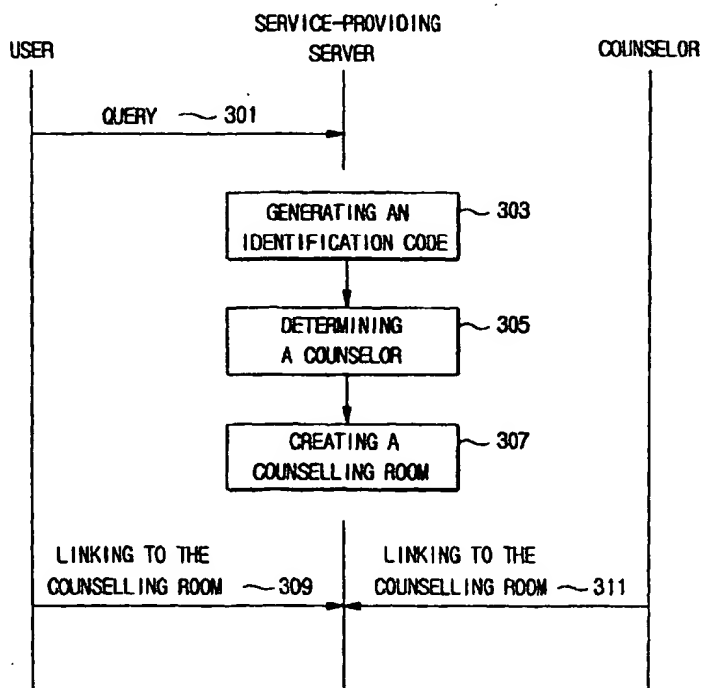 USER
SERVICE-PROVIDING
SERVER
COUNSELOR
QUERY 301
GENERATING AN
IDENTIFICATION CODE
303
DETERMINING
A COUNSELOR
305
CREATING A
COUNSELLING ROOM
307
LINKING TO THE
COUNSELLING ROOM 309
LINKING TO THE
COUNSELLING ROOM 311